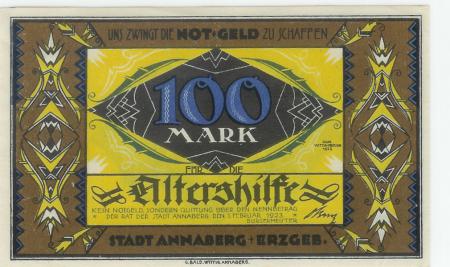 UNS ZWINGT DIE NOT-GELD ZU SCHAFFEN
100
MARK
FÜR DIE
Altershilfe
KEIN NOTGELD, SONDERN QUITTUNG ÜBER DEN NENNBETRAG
DER RAT DER STADT ANNABERG DEN 1. FEBRUAR 1923
BÜRGERMEISTER
STADT ANNABERG + ERZGEB.